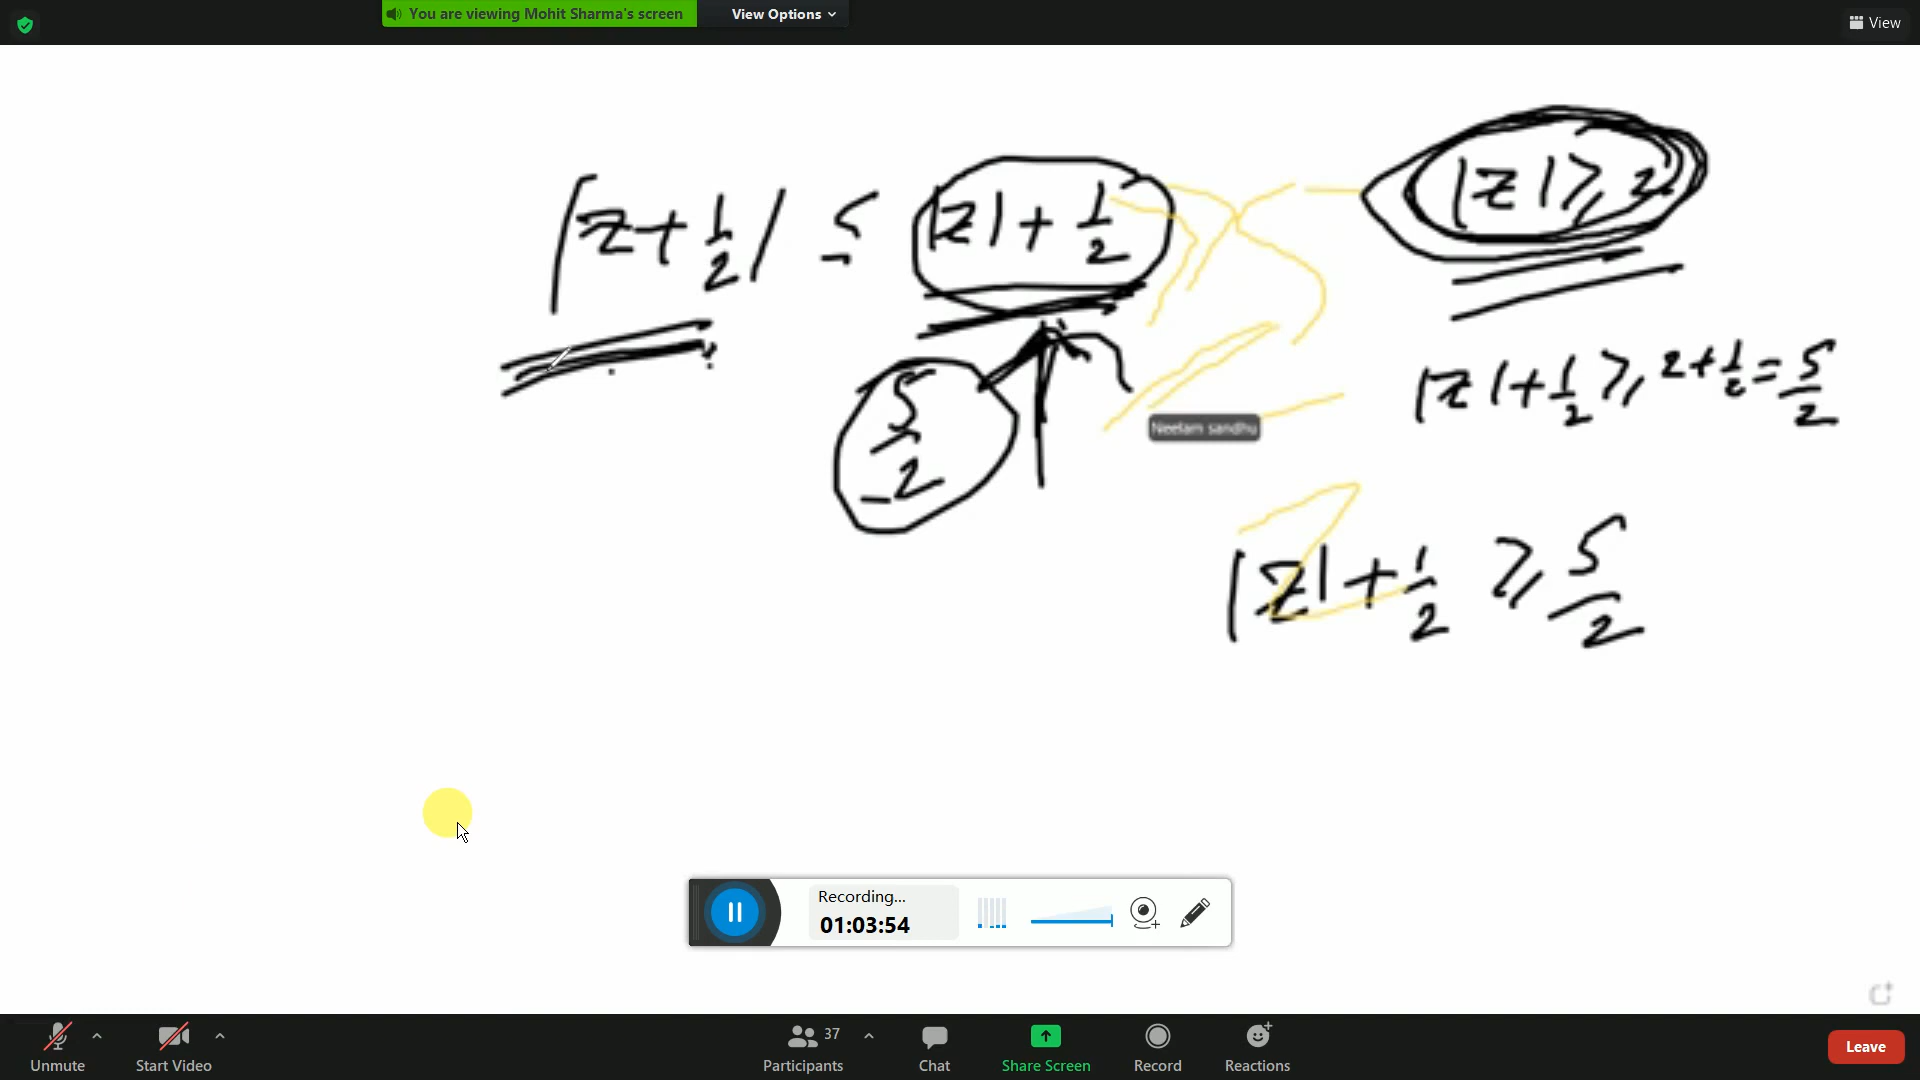 You are viewing Mohit Sharma's screen
View Options
View
|z + 1/2| ≤ |z| + 1/2
|z| ≥ 2
|z| + 1/2 ≥ 2 + 1/2 = 5/2
5/2
Neelam sandhu
|z| + 1/2 ≥ 5/2
Recording...
01:03:54
Unmute
Start Video
37
Participants
Chat
Share Screen
Record
Reactions
Leave